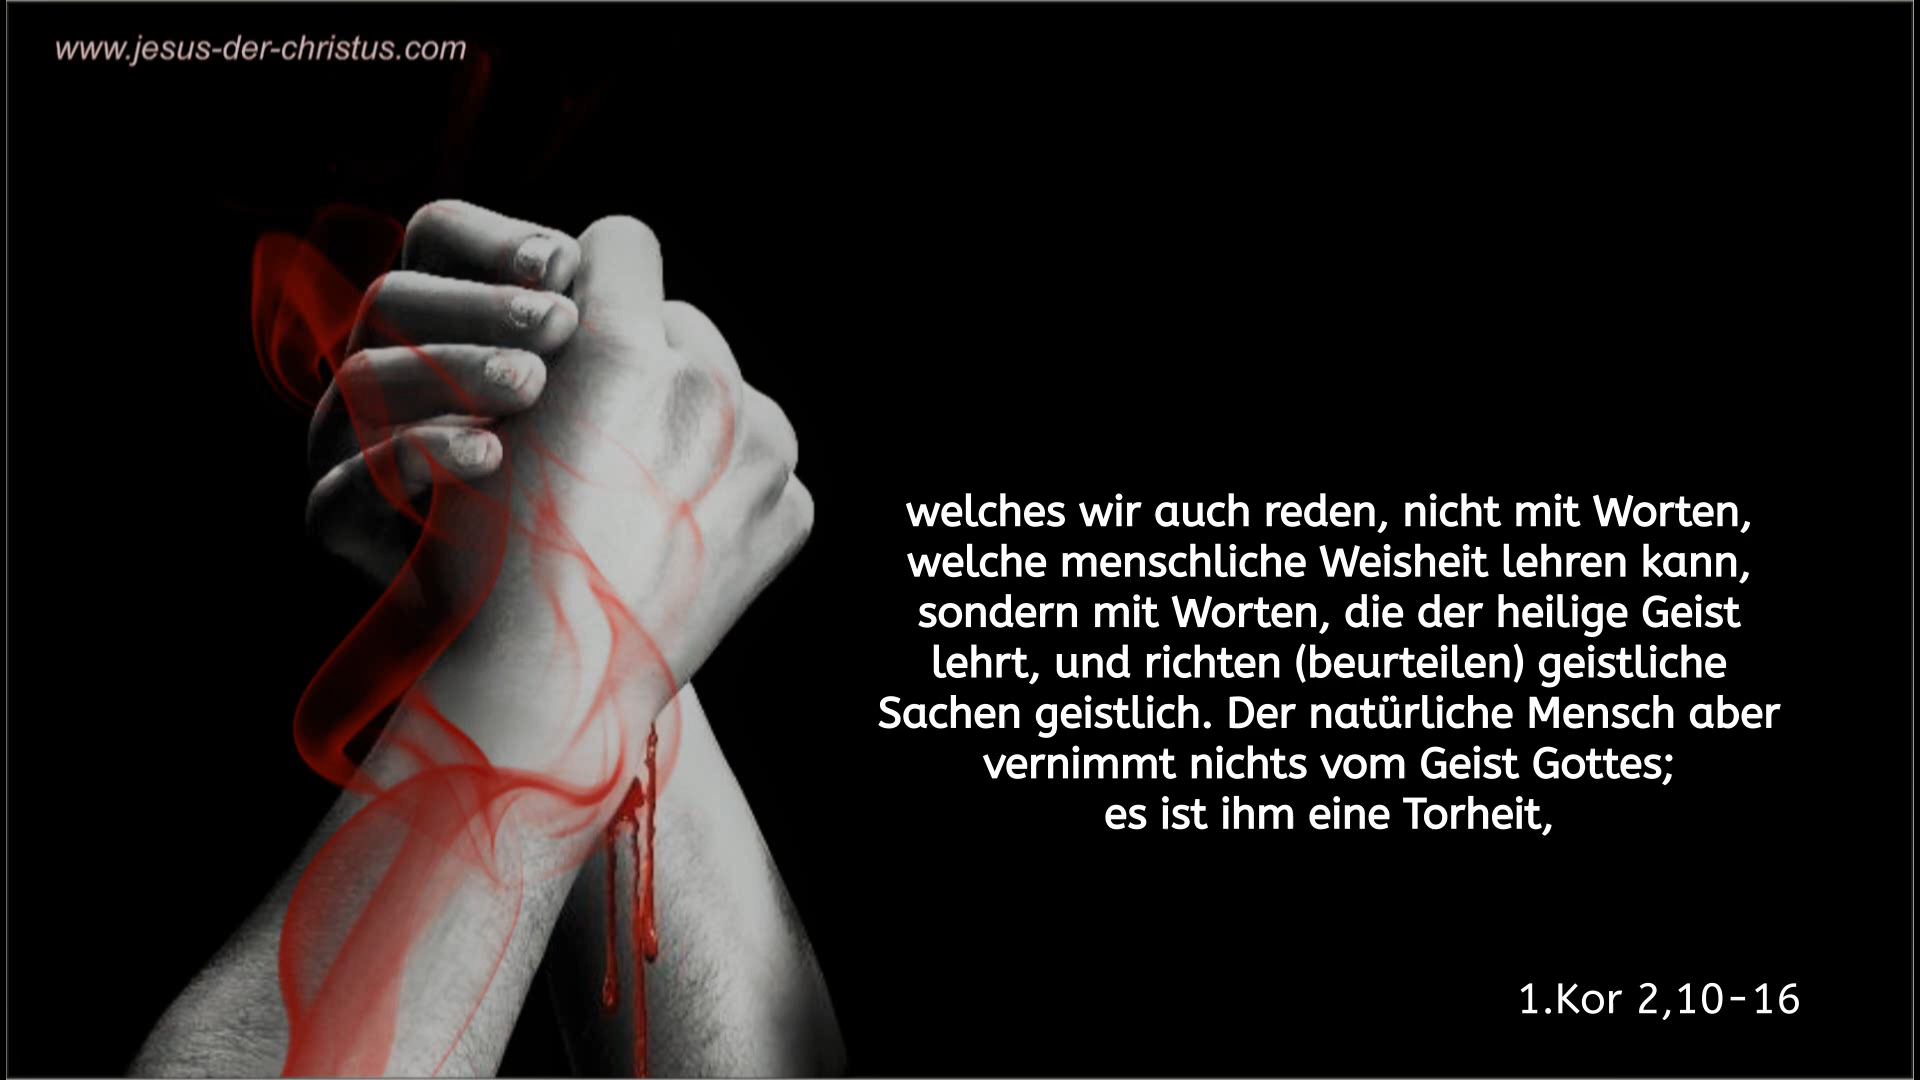 www.jesus-der-christus.com
welches wir auch reden, nicht mit Worten,
welche menschliche Weisheit lehren kann,
sondern mit Worten, die der heilige Geist
lehrt, und richten (beurteilen) geistliche
Sachen geistlich. Der natürliche Mensch aber
vernimmt nichts vom Geist Gottes;
es ist ihm eine Torheit,
1.Kor 2,10-16